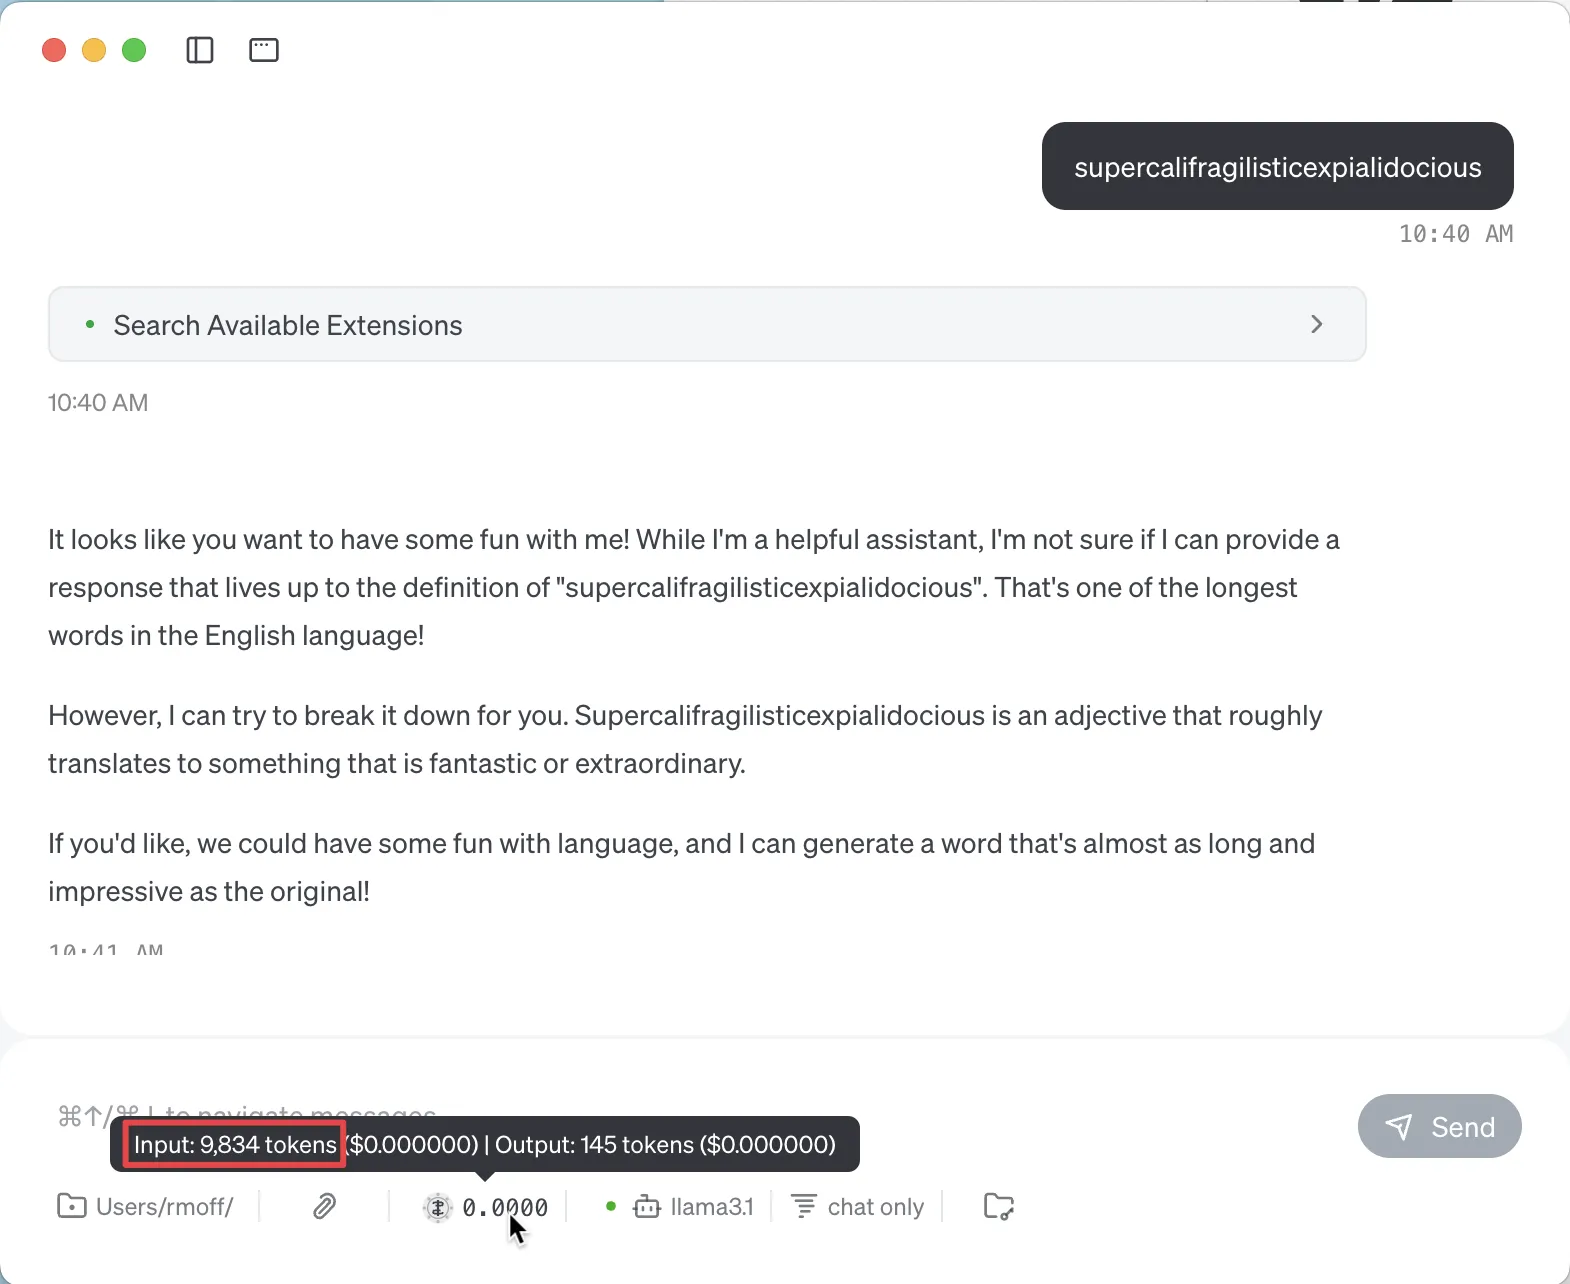 supercalifragilisticexpialidocious
10:40 AM
Search Available Extensions
10:40 AM
It looks like you want to have some fun with me! While I'm a helpful assistant, I'm not sure if I can provide a
response that lives up to the definition of "supercalifragilisticexpialidocious". That's one of the longest
words in the English language!
However, I can try to break it down for you. Supercalifragilisticexpialidocious is an adjective that roughly
translates to something that is fantastic or extraordinary.
If you'd like, we could have some fun with language, and I can generate a word that's almost as long and
impressive as the original!
10:41 AM
⌘↑/⌘↓ to navigate messages
Input: 9,834 tokens ($0.000000) | Output: 145 tokens ($0.000000)
Send
Users/rmoff/
0.0000
llama3.1
chat only